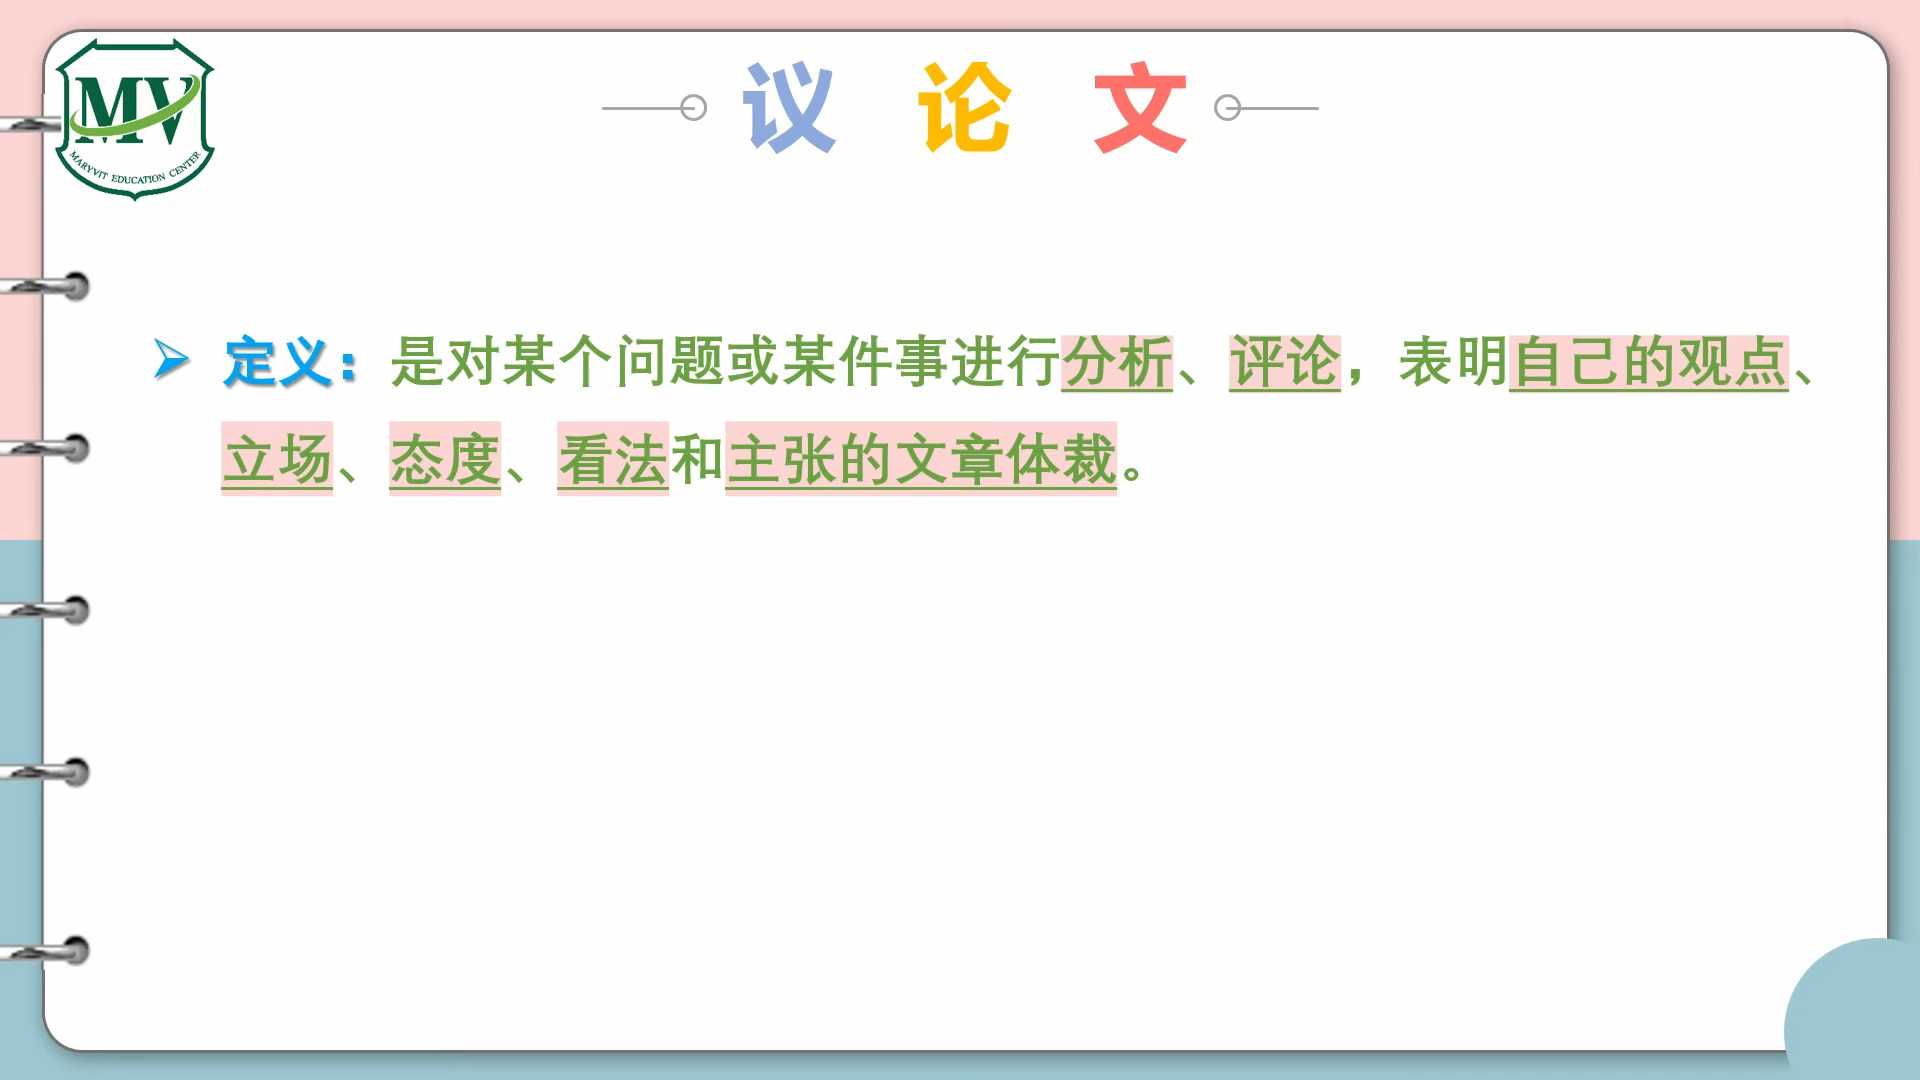 MV
MARYVIT EDUCATION CENTER
议 论 文
定义：是对某个问题或某件事进行分析、评论，表明自己的观点、
立场、态度、看法和主张的文章体裁。